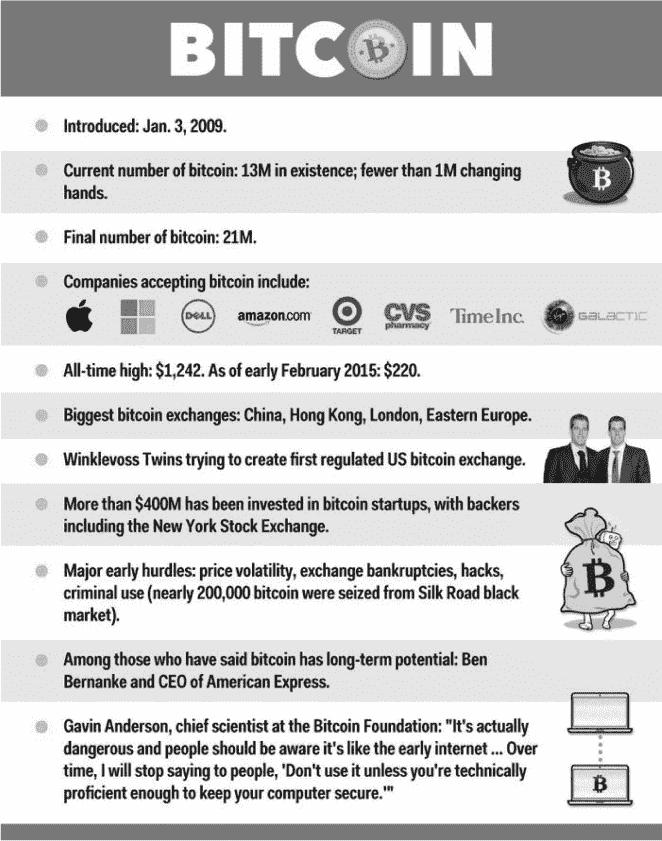 BITCOIN
Introduced: Jan. 3, 2009.
Current number of bitcoin: 13M in existence; fewer than 1M changing
hands.
Final number of bitcoin: 21M.
Companies accepting bitcoin include:
DELL
amazon.com
TARGET
CVS
pharmacy
Time Inc.
GALACTIC
All-time high: $1,242. As of early February 2015: $220.
Biggest bitcoin exchanges: China, Hong Kong, London, Eastern Europe.
Winklevoss Twins trying to create first regulated US bitcoin exchange.
More than $400M has been invested in bitcoin startups, with backers
including the New York Stock Exchange.
Major early hurdles: price volatility, exchange bankruptcies, hacks,
criminal use (nearly 200,000 bitcoin were seized from Silk Road black
market).
Among those who have said bitcoin has long-term potential: Ben
Bernanke and CEO of American Express.
Gavin Anderson, chief scientist at the Bitcoin Foundation: "It's actually
dangerous and people should be aware it's like the early internet ... Over
time, I will stop saying to people, 'Don't use it unless you're technically
proficient enough to keep your computer secure.'"